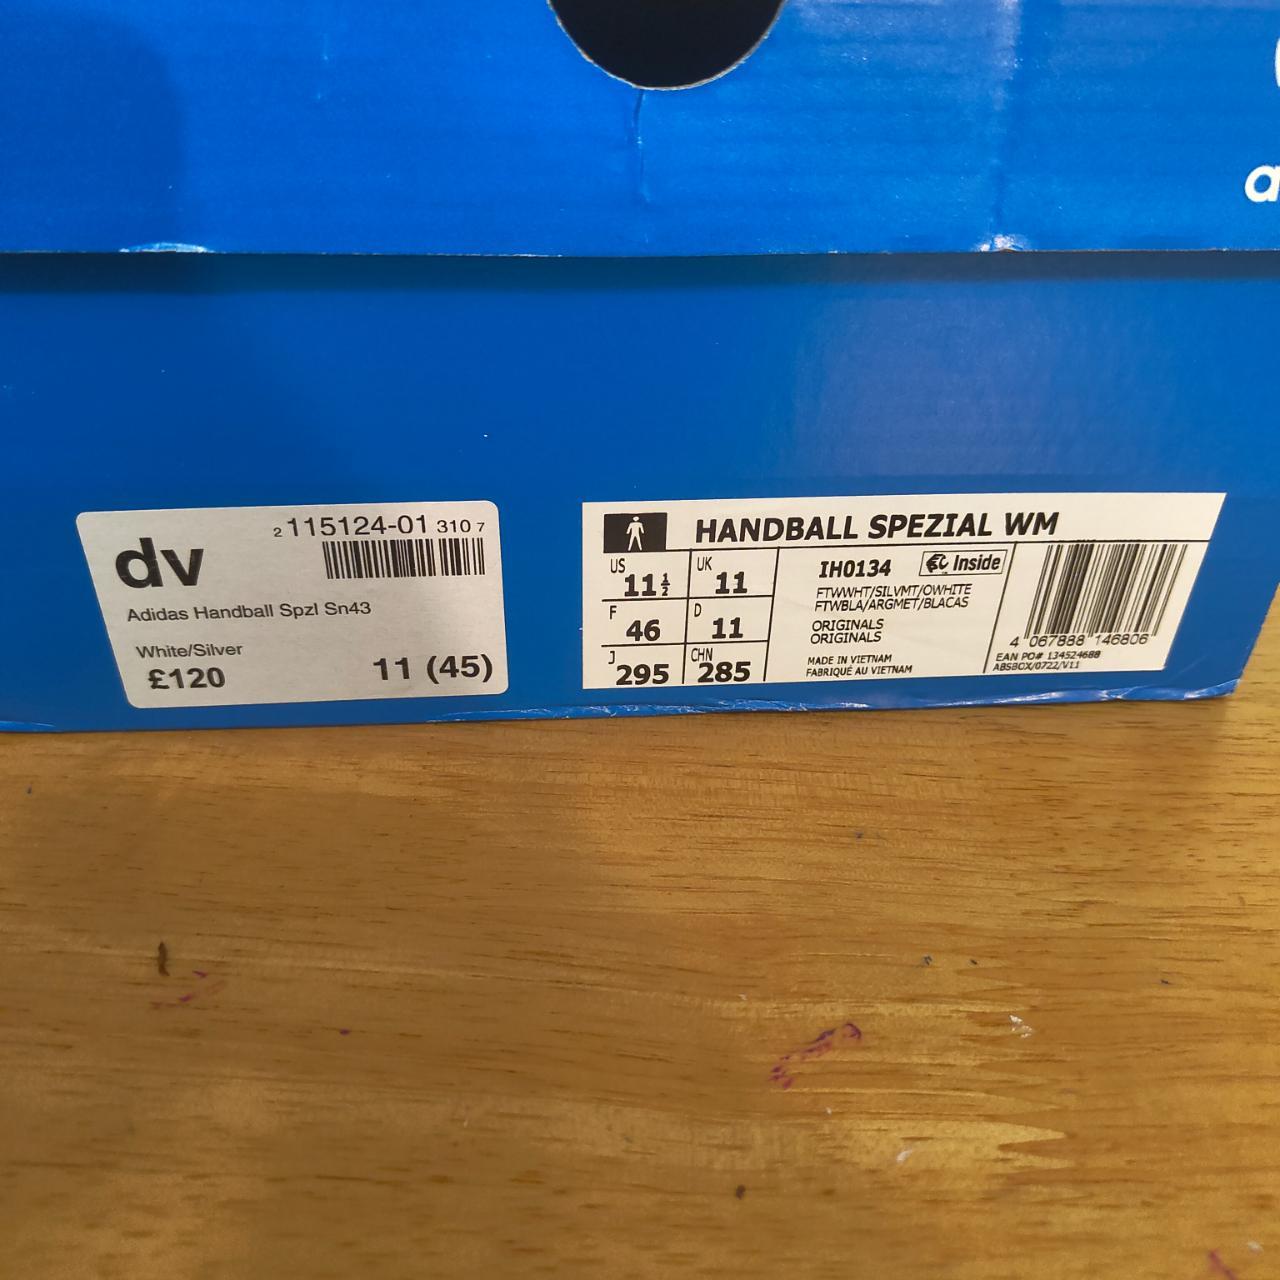 a
2 115124-01 310 7
dv
Adidas Handball Spzl Sn43
White/Silver
£120
11 (45)
HANDBALL SPEZIAL WM
US 11½
UK 11
F 46
D 11
J 295
CHN 285
IH0134
Inside
FTWWHT/SILVMT/OWHITE
FTWBLA/ARGMET/BLACAS
ORIGINALS
ORIGINALS
MADE IN VIETNAM
FABRIQUÉ AU VIETNAM
4 067888 146806
EAN PO# 134524688
ABSBOX/0722/V11